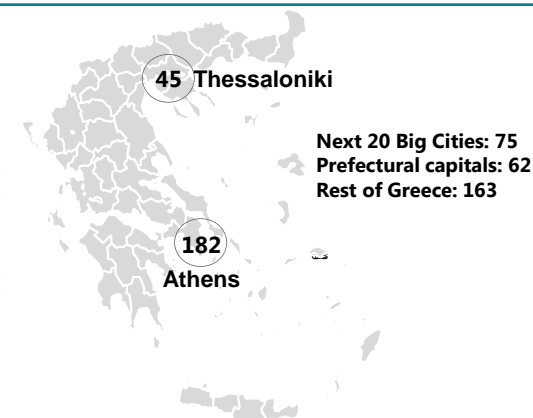 45 Thessaloniki
Next 20 Big Cities: 75
Prefectural capitals: 62
Rest of Greece: 163
182
Athens